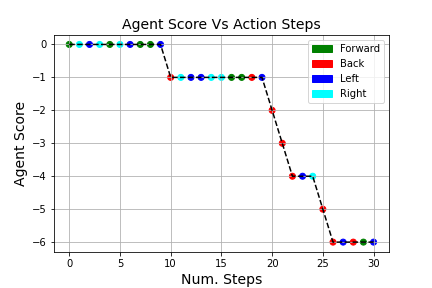 Agent Score Vs Action Steps
Agent Score
0
−1
−2
−3
−4
−5
−6
Forward
Back
Left
Right
0 5 10 15 20 25 30
Num. Steps